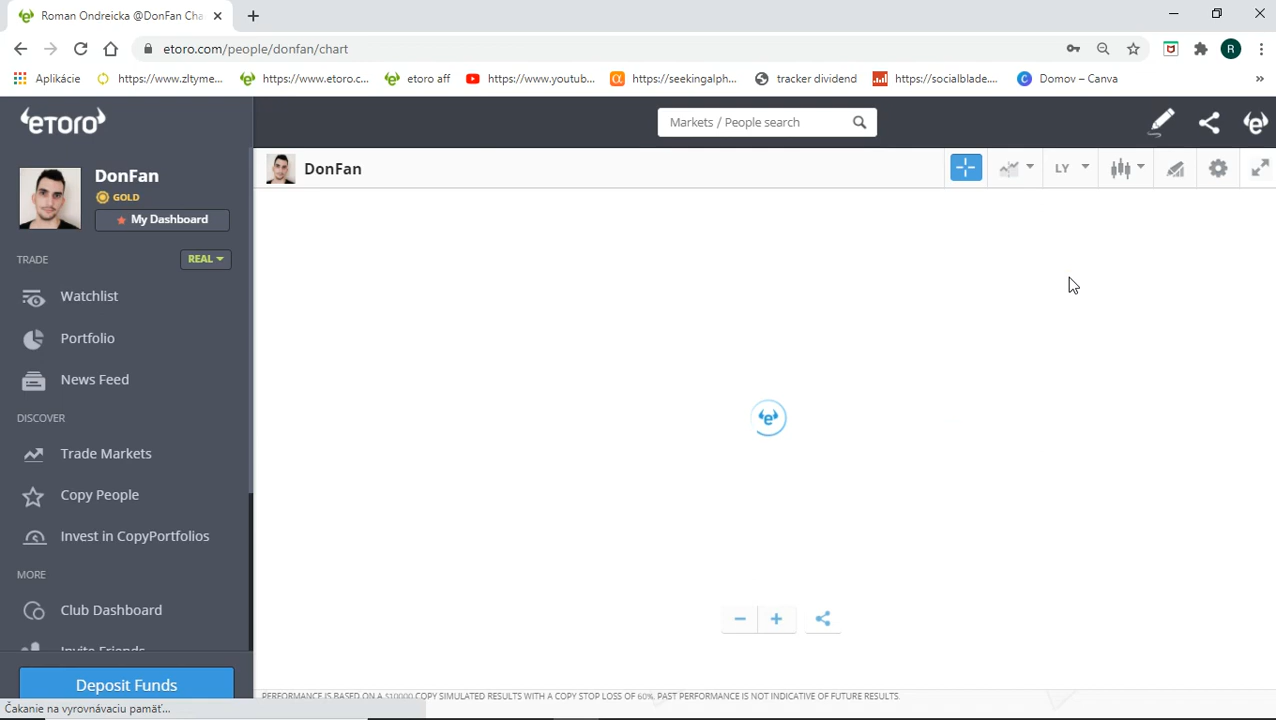 Roman Ondreicka @DonFan Cha
etoro.com/people/donfan/chart
R
Aplikácie
https://www.zltyme...
https://www.etoro.c...
etoro aff
https://www.youtub...
https://seekingalph...
tracker dividend
https://socialblade....
Domov – Canva
»
eToro
Markets / People search
DonFan
GOLD
My Dashboard
DonFan
LY
TRADE
REAL
Watchlist
Portfolio
News Feed
DISCOVER
Trade Markets
Copy People
Invest in CopyPortfolios
MORE
Club Dashboard
Invite Friends
Deposit Funds
PERFORMANCE IS BASED ON A $10000 COPY SIMULATED RESULTS WITH A COPY STOP LOSS OF 60%. PAST PERFORMANCE IS NOT INDICATIVE OF FUTURE RESULTS.
Čakanie na vyrovnávaciu pamäť...